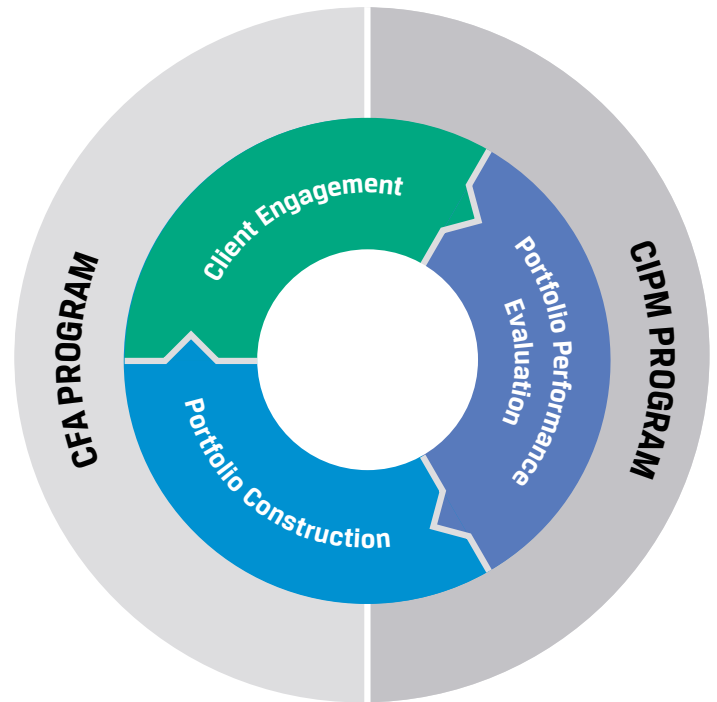 CFA PROGRAM
Client Engagement
Portfolio Performance
Evaluation
Portfolio Construction
CIPM PROGRAM